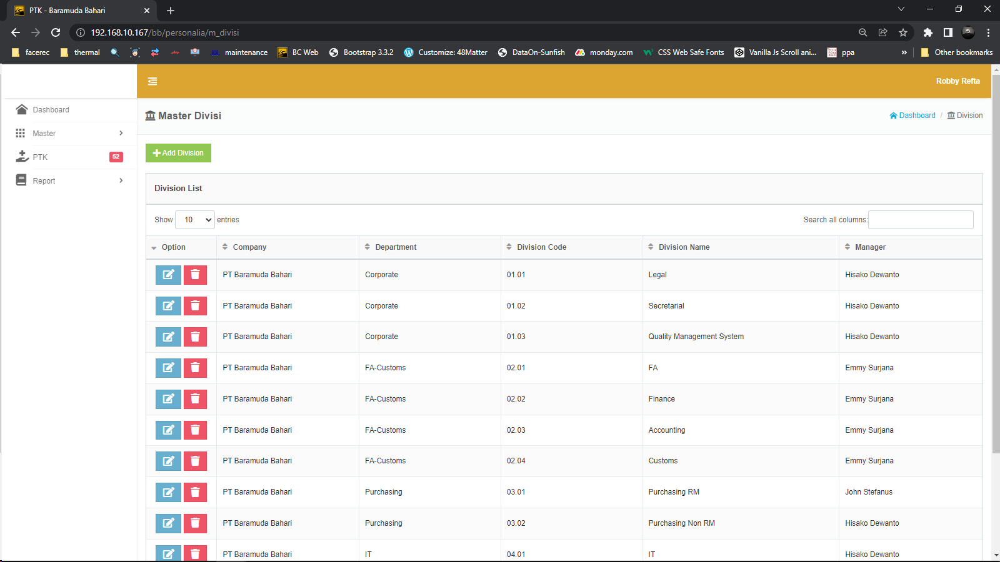 PTK - Baramuda Bahari
192.168.10.167/bb/personalia/m_divisi
facerec thermal maintenance BC Web Bootstrap 3.3.2 Customize: 48Matter DataOn-Sunfish monday.com CSS Web Safe Fonts Vanilla Js Scroll ani... ppa » Other bookmarks
Robby Refta
Dashboard
Master
PTK 52
Report
Master Divisi
Dashboard / Division
Add Division
Division List
Show 10 entries
Search all columns:
Option Company Department Division Code Division Name Manager
PT Baramuda Bahari Corporate 01.01 Legal Hisako Dewanto
PT Baramuda Bahari Corporate 01.02 Secretarial Hisako Dewanto
PT Baramuda Bahari Corporate 01.03 Quality Management System Hisako Dewanto
PT Baramuda Bahari FA-Customs 02.01 FA Emmy Surjana
PT Baramuda Bahari FA-Customs 02.02 Finance Emmy Surjana
PT Baramuda Bahari FA-Customs 02.03 Accounting Emmy Surjana
PT Baramuda Bahari FA-Customs 02.04 Customs Emmy Surjana
PT Baramuda Bahari Purchasing 03.01 Purchasing RM John Stefanus
PT Baramuda Bahari Purchasing 03.02 Purchasing Non RM Hisako Dewanto
PT Baramuda Bahari IT 04.01 IT Hisako Dewanto